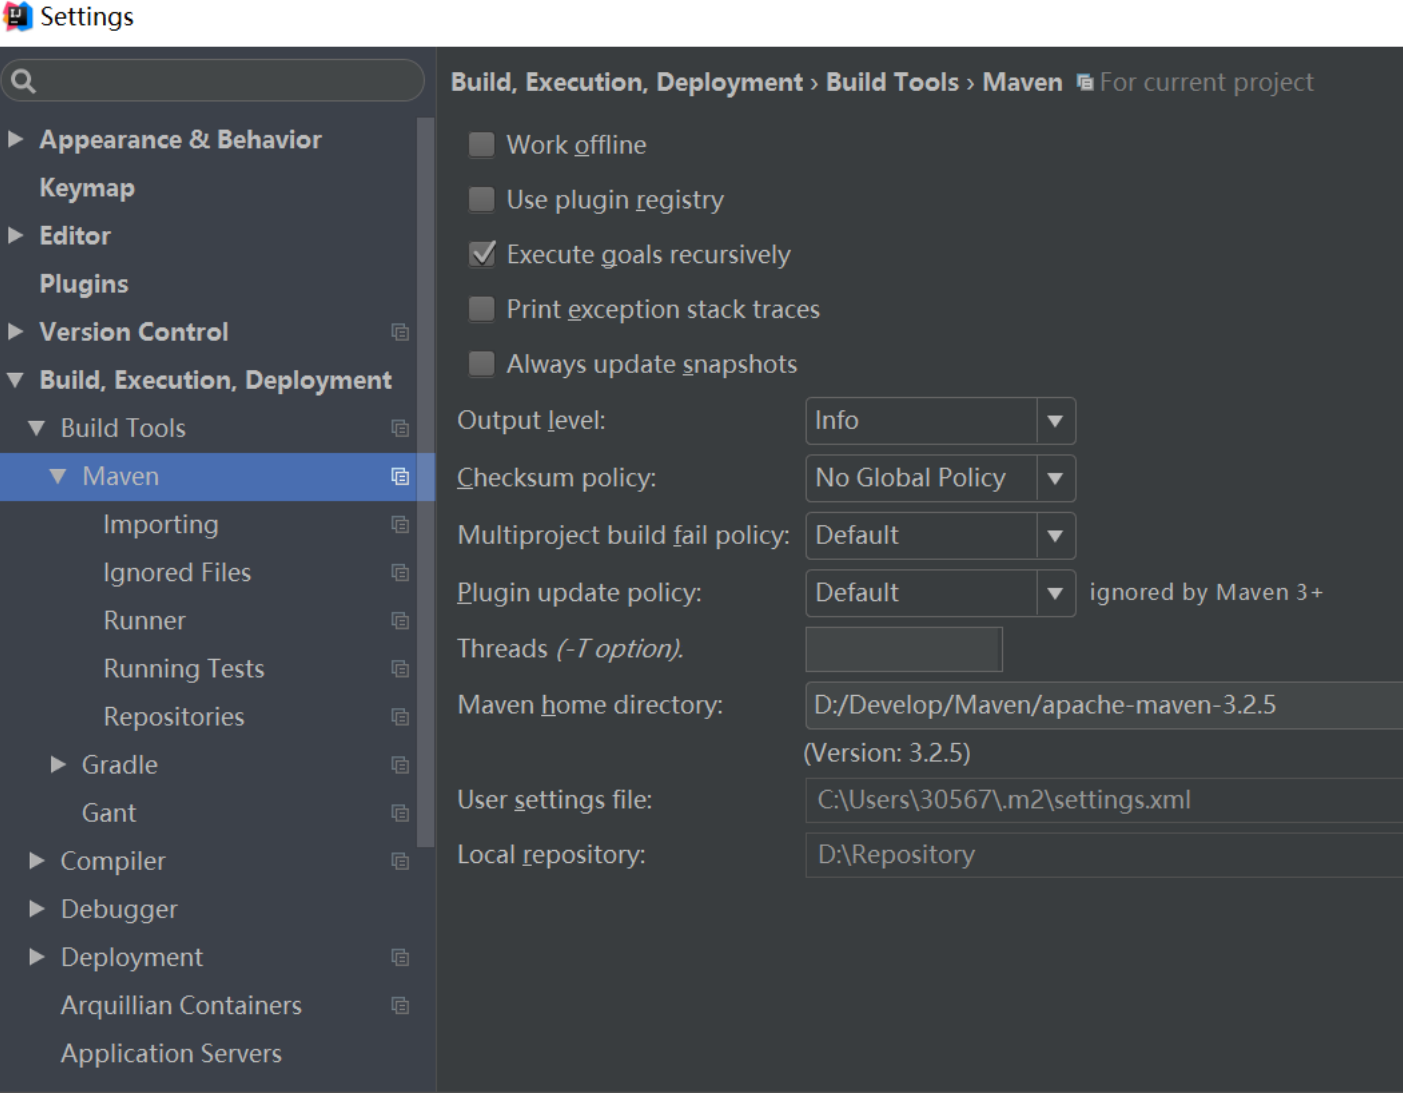 Settings
Build, Execution, Deployment › Build Tools › Maven For current project
Appearance & Behavior
Keymap
Editor
Plugins
Version Control
Build, Execution, Deployment
Build Tools
Maven
Importing
Ignored Files
Runner
Running Tests
Repositories
Gradle
Gant
Compiler
Debugger
Deployment
Arquillian Containers
Application Servers
Work offline
Use plugin registry
Execute goals recursively
Print exception stack traces
Always update snapshots
Output level: Info
Checksum policy: No Global Policy
Multiproject build fail policy: Default
Plugin update policy: Default ignored by Maven 3+
Threads (-T option).
Maven home directory: D:/Develop/Maven/apache-maven-3.2.5
(Version: 3.2.5)
User settings file: C:\Users\30567\.m2\settings.xml
Local repository: D:\Repository